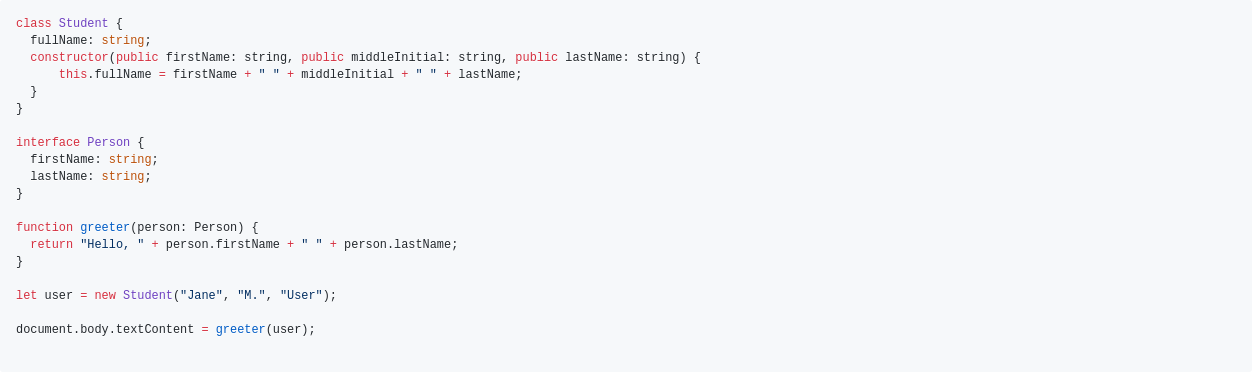 class Student {
  fullName: string;
  constructor(public firstName: string, public middleInitial: string, public lastName: string) {
      this.fullName = firstName + " " + middleInitial + " " + lastName;
  }
}

interface Person {
  firstName: string;
  lastName: string;
}

function greeter(person: Person) {
  return "Hello, " + person.firstName + " " + person.lastName;
}

let user = new Student("Jane", "M.", "User");

document.body.textContent = greeter(user);